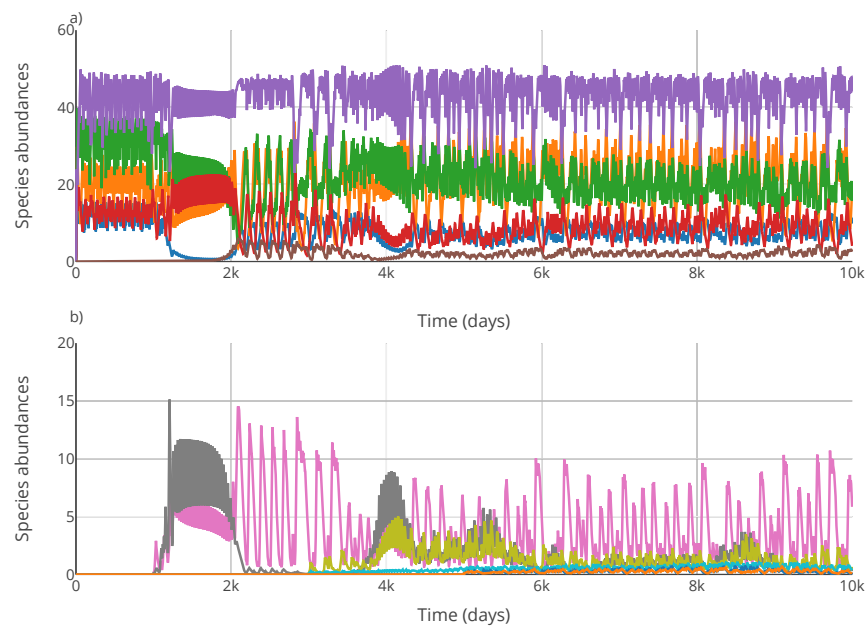 a)
60
40
20
0
Species abundances
0
2k
4k
6k
8k
10k
Time (days)
b)
20
15
10
5
0
Species abundances
0
2k
4k
6k
8k
10k
Time (days)